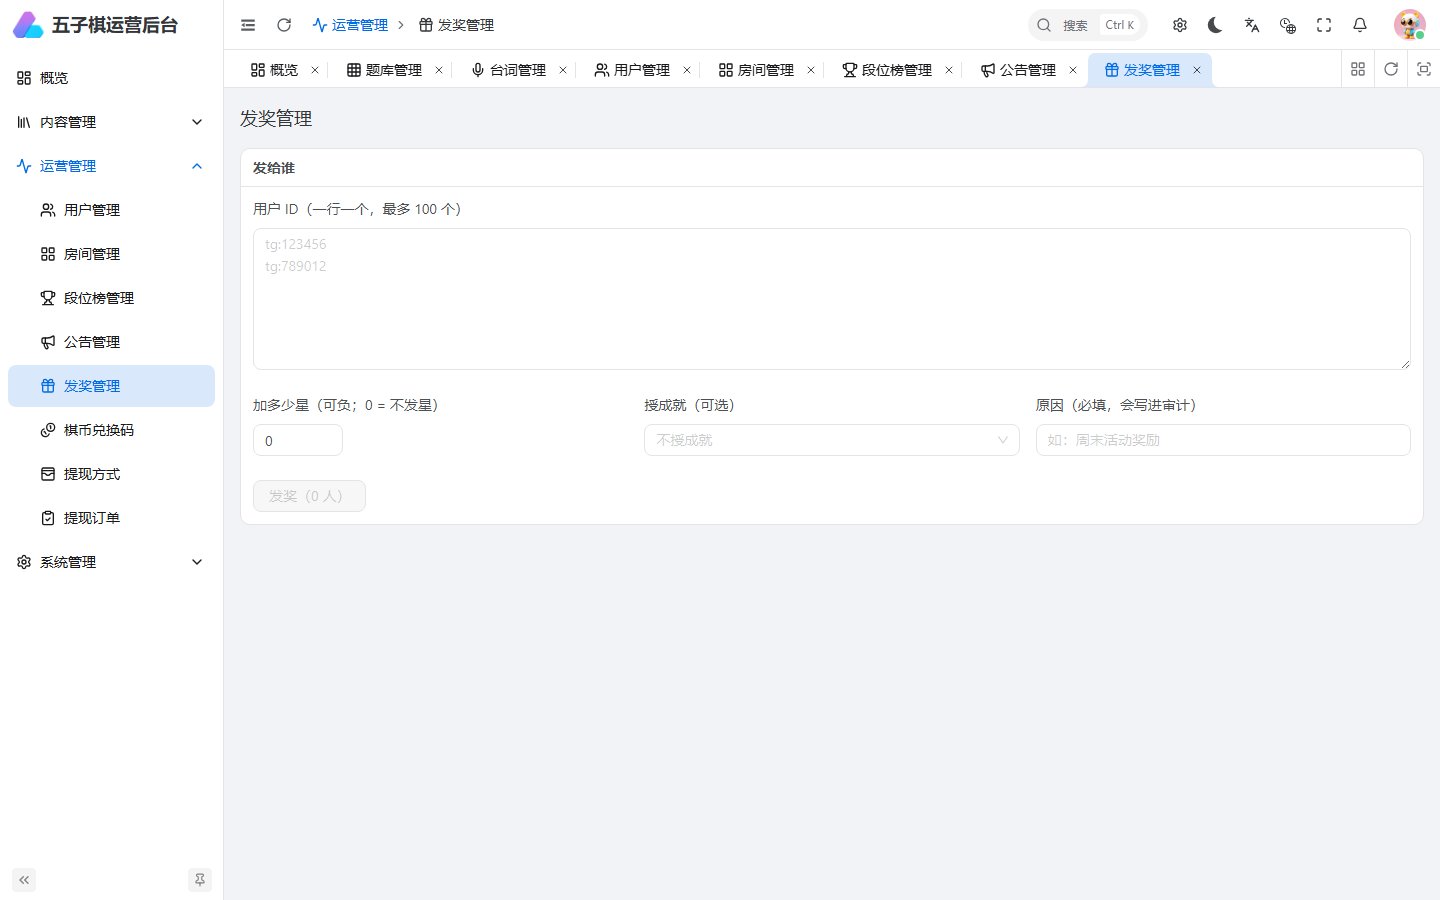 五子棋运营后台
运营管理
发奖管理
搜索
Ctrl K
概览
题库管理
台词管理
用户管理
房间管理
段位榜管理
公告管理
发奖管理
概览
内容管理
运营管理
用户管理
房间管理
段位榜管理
公告管理
发奖管理
棋币兑换码
提现方式
提现订单
系统管理
发奖管理
发给谁
用户 ID（一行一个，最多 100 个）
tg:123456
tg:789012
加多少星（可负；0 = 不发星）
授成就（可选）
原因（必填，会写进审计）
0
不授成就
如：周末活动奖励
发奖（0 人）